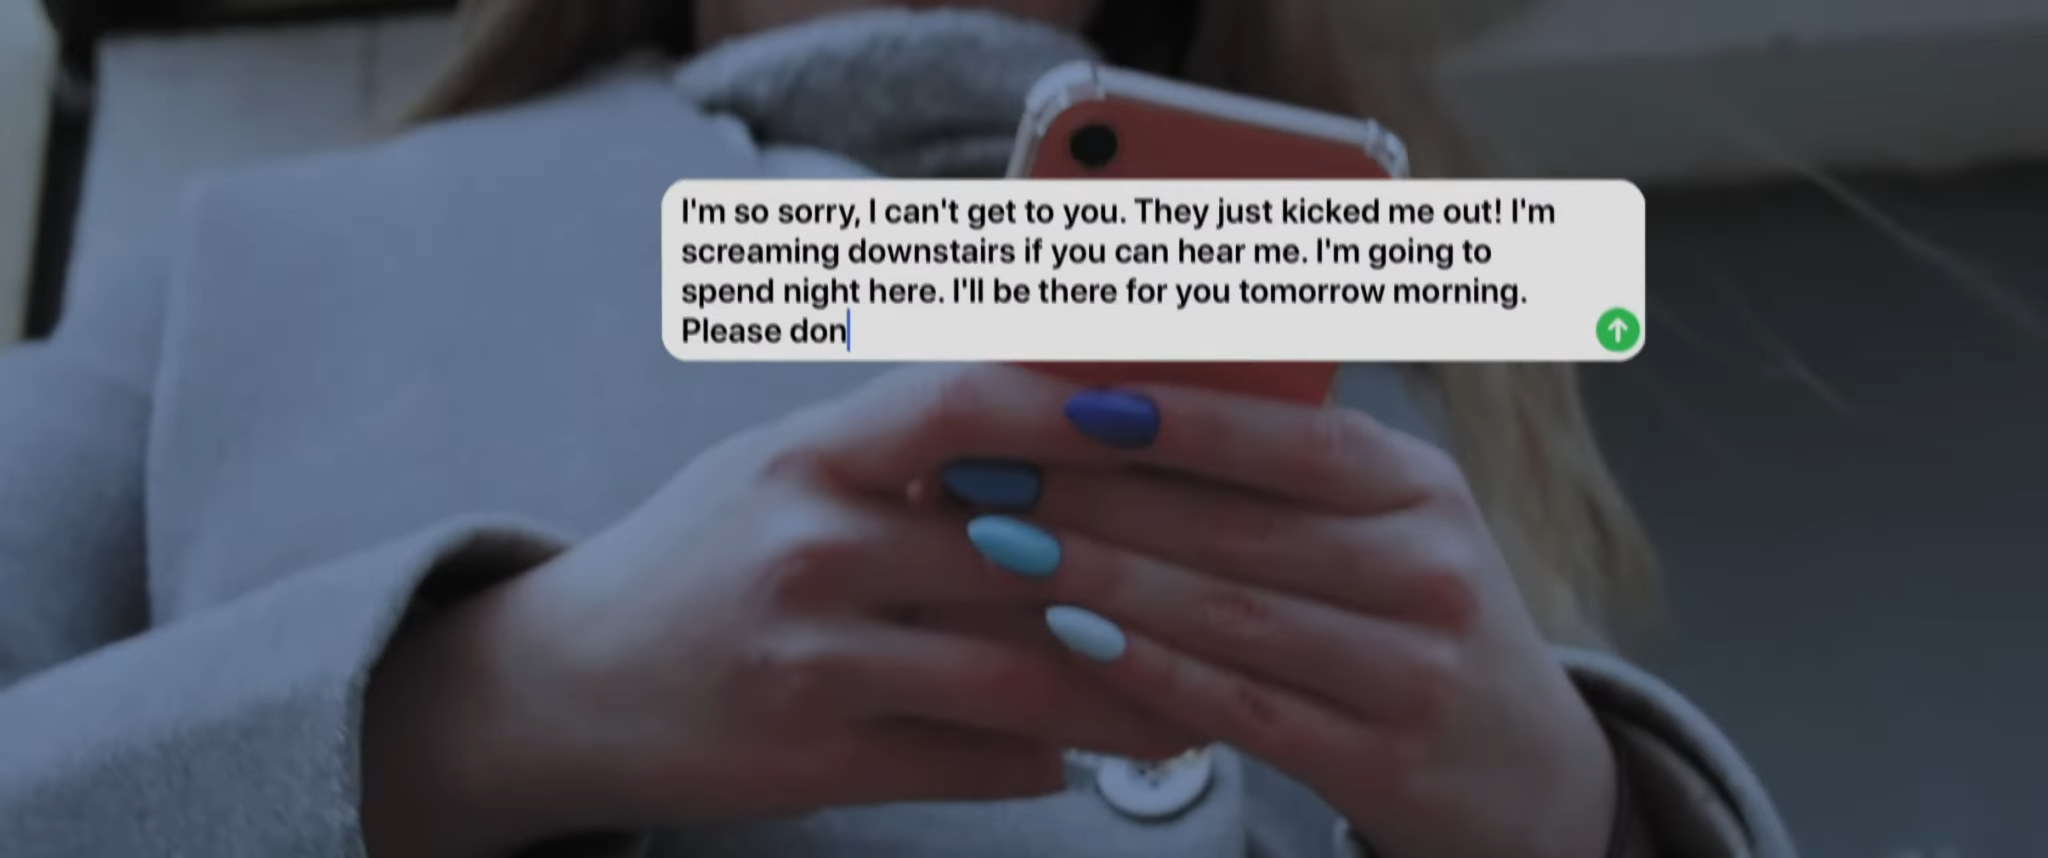 I'm so sorry, I can't get to you. They just kicked me out! I'm
screaming downstairs if you can hear me. I'm going to
spend night here. I'll be there for you tomorrow morning.
Please don